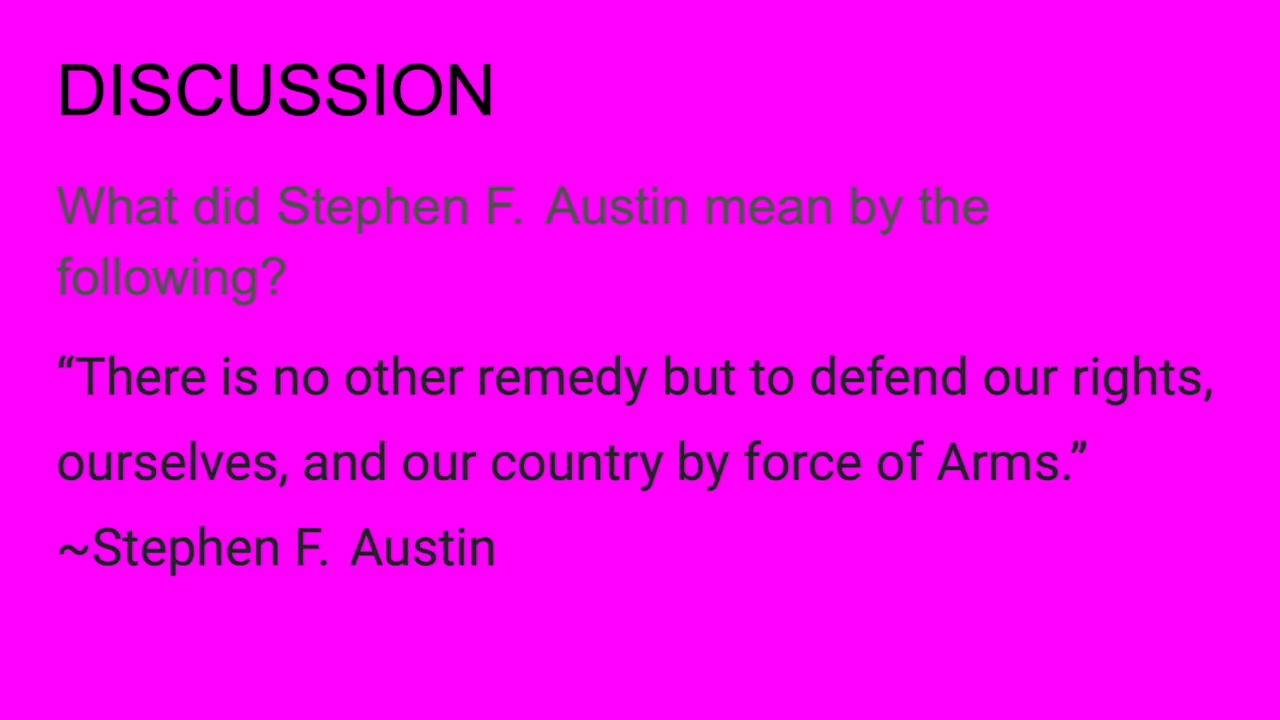 DISCUSSION
What did Stephen F. Austin mean by the
following?
“There is no other remedy but to defend our rights,
ourselves, and our country by force of Arms.”
~Stephen F. Austin